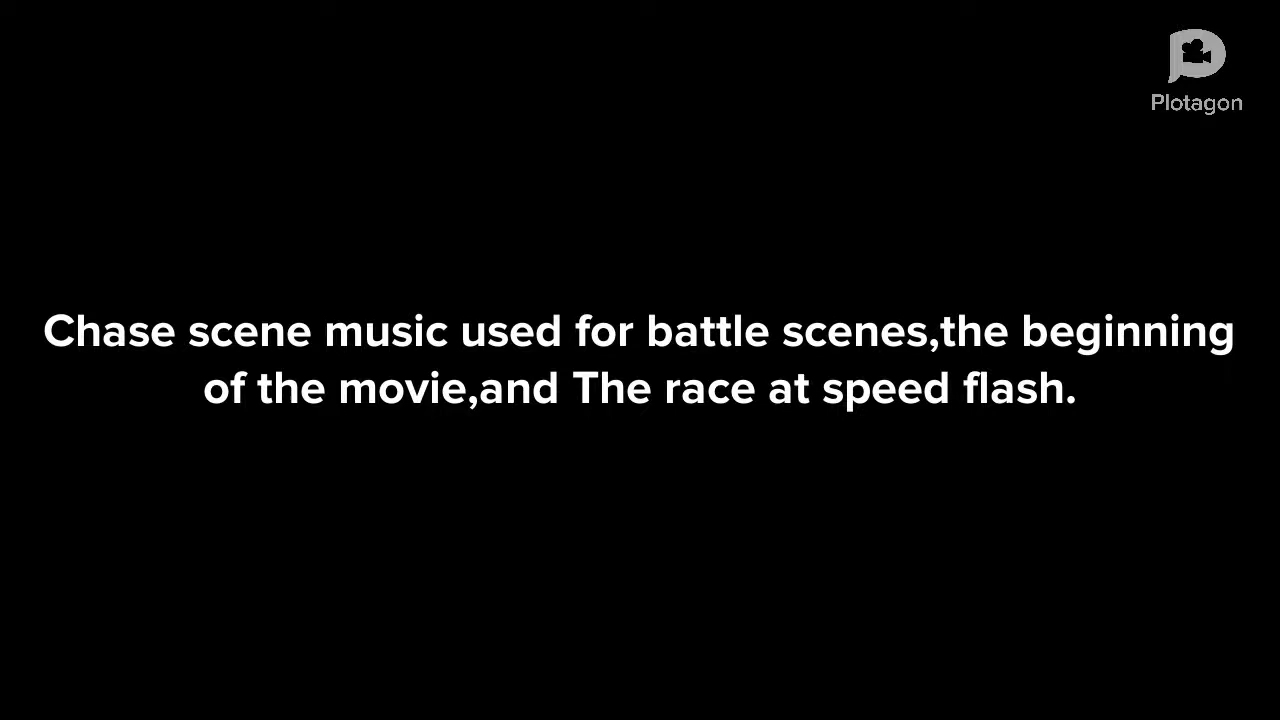 Plotagon
Chase scene music used for battle scenes,the beginning
of the movie,and The race at speed flash.